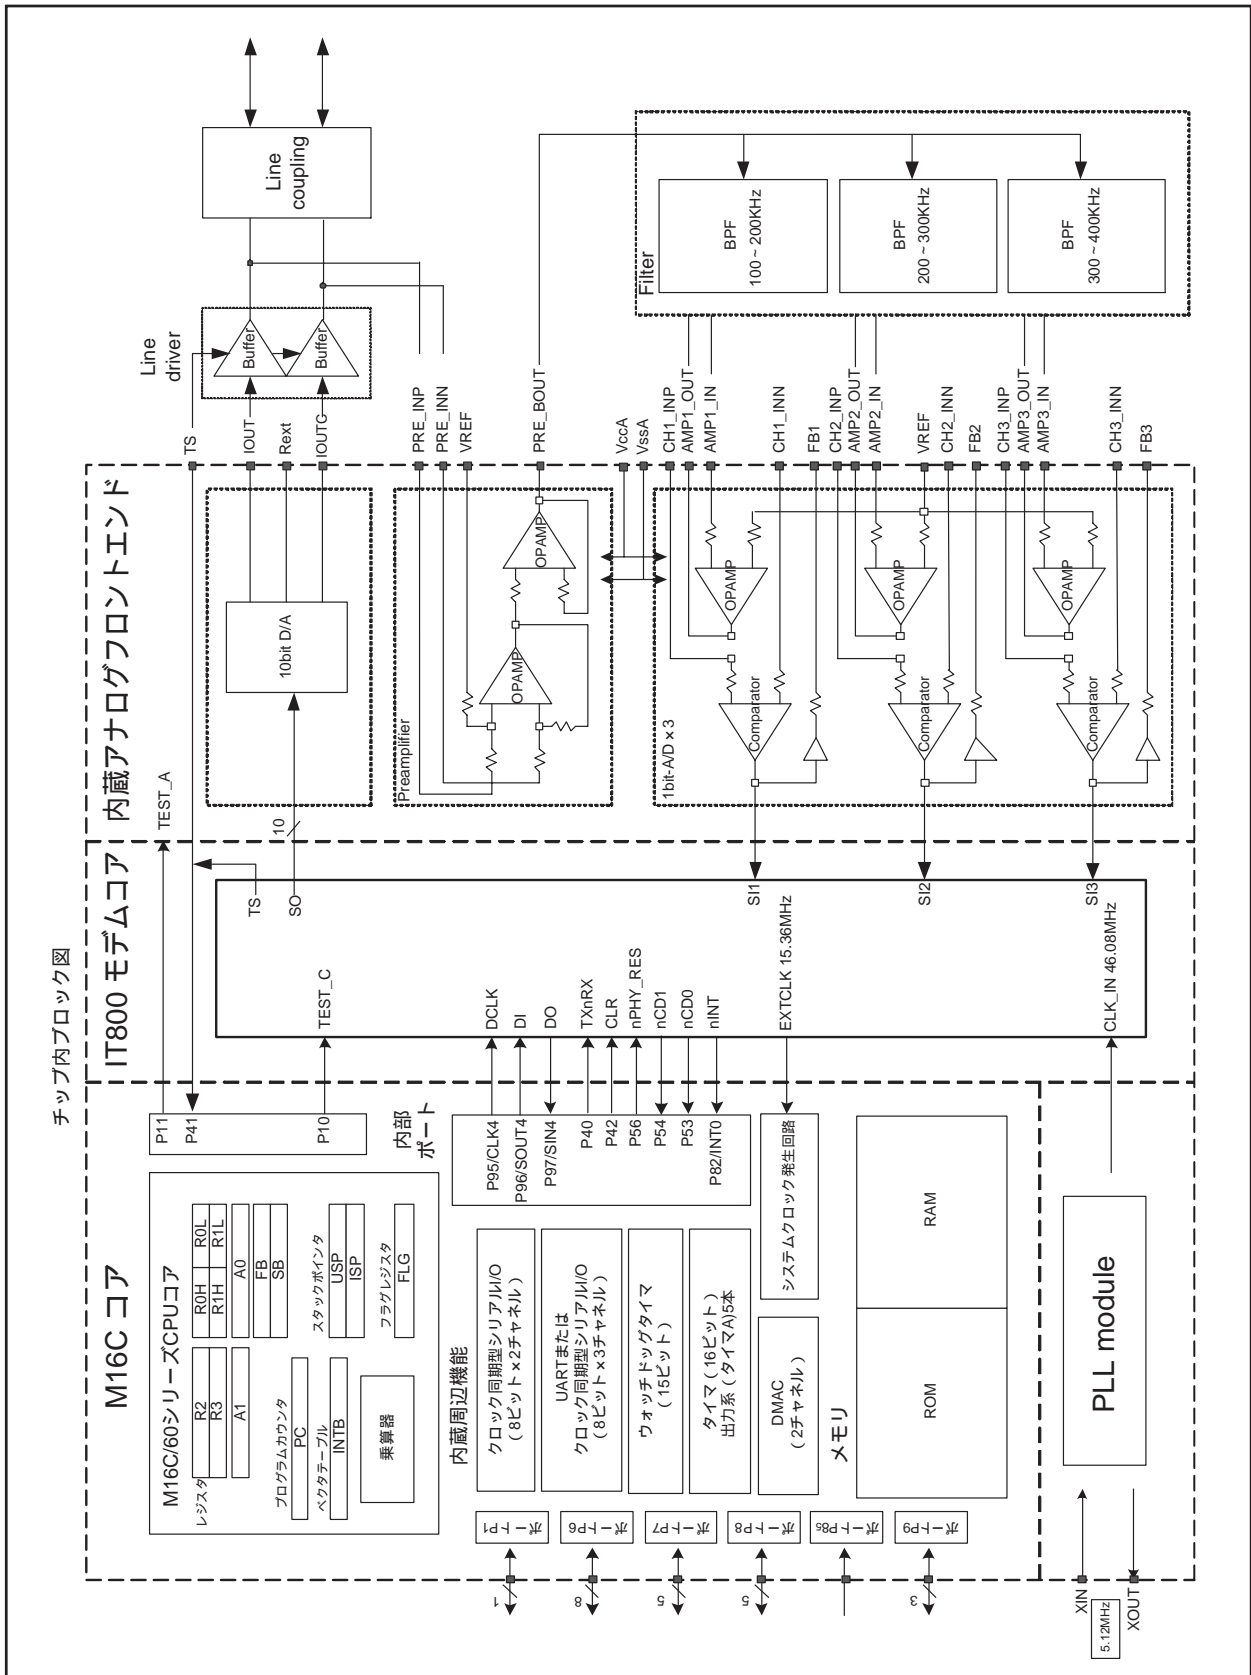 チップ内ブロック図
M16C コア
IT800 モデムコア
内蔵アナログフロントエンド
M16C/60シリーズCPUコア
レジスタ
R2
R3
A1
R0H
R0L
R1H
R1L
A0
FB
SB
プログラムカウンタ
PC
ベクタテーブル
INTB
スタックポインタ
USP
ISP
フラグレジスタ
FLG
乗算器
P11
P41
P10
内部
ポート
TEST_A
TEST_C
TS
SO
10
10bit D/A
TS
IOUT
Rext
IOUTC
Line
driver
Buffer
Buffer
Line
coupling
内蔵周辺機能
クロック同期型シリアルI/O
(8ビット×2チャネル)
UARTまたは
クロック同期型シリアルI/O
(8ビット×3チャネル)
ウォッチドッグタイマ
(15ビット)
タイマ(16ビット)
出力系(タイマA)5本
DMAC
(2チャネル)
システムクロック発生回路
メモリ
ROM
RAM
P95/CLK4
P96/SOUT4
P97/SIN4
P40
P42
P56
P54
P53
P82/INT0
DCLK
DI
DO
TXnRX
CLR
nPHY_RES
nCD1
nCD0
nINT
EXTCLK 15.36MHz
CLK_IN 46.08MHz
SI1
SI2
SI3
Preamplifier
OPAMP
OPAMP
PRE_INP
PRE_INN
VREF
PRE_BOUT
VccA
VssA
1bit-A/D × 3
Comparator
OPAMP
Comparator
OPAMP
Comparator
OPAMP
CH1_INP
AMP1_OUT
AMP1_IN
CH1_INN
FB1
CH2_INP
AMP2_OUT
AMP2_IN
VREF
CH2_INN
FB2
CH3_INP
AMP3_OUT
AMP3_IN
CH3_INN
FB3
Filter
BPF
100 ~ 200KHz
BPF
200 ~ 300KHz
BPF
300 ~ 400KHz
ポートP1
ポートP6
ポートP7
ポートP8
ポートP85
ポートP9
1
8
5
5
3
PLL module
XIN
5.12MHz
XOUT